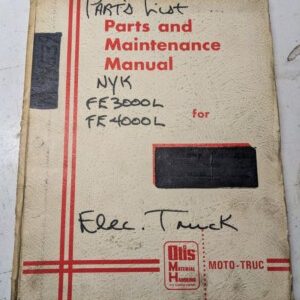 PARTS LIST
Parts and
Maintenance
Manual
NYK
FE3000L
FE4000L
for
Elec. Truck
Otis
MATERIAL
HANDLING
MOTO-TRUC